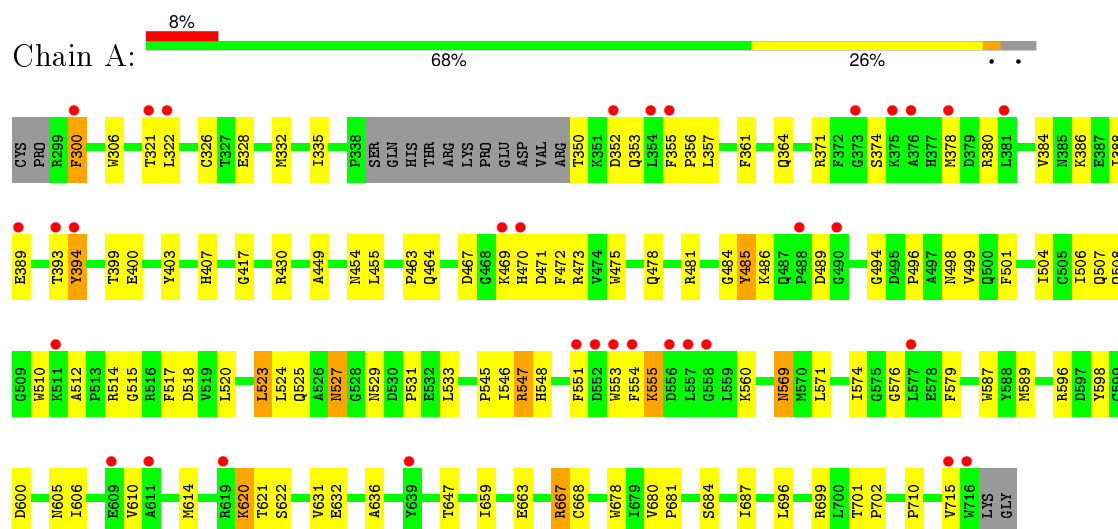 8%
Chain A:
68% 26% • •
CYS PRO R299 F300 W306 T321 L322 G326 T327 E328 M332 I335 P338 SER GLN HIS THR ARG LYS PRO GLU ASP VAL ARG T350 K351 D352 Q353 L354 F355 P356 L357 F361 Q364 R371 F372 G373 S374 K375 A376 H377 M378 D379 R380 L381 V384 N385 K386 E387 I388
E389 T393 Y394 T399 E400 Y403 H407 G417 R430 A449 N454 L455 P463 Q464 D467 G468 K469 H470 D471 F472 R473 V474 W475 Q478 R481 G484 Y485 K486 Q487 P488 D489 G490 G494 D495 P496 A497 N498 V499 Q500 F501 I504 C505 I506 Q507 Q508
G509 W510 K511 A512 P513 R514 G515 R516 F517 D518 V519 L520 L523 L524 Q525 A526 N527 G528 N529 D530 P531 E532 L533 P545 I546 R547 H548 F551 D552 W553 F554 K555 D556 L557 G558 L559 K560 N569 M570 L571 I574 G575 G576 L577 E578 F579 W587 Y588 M589 R596 D597 Y598
D600 N605 I606 E609 V610 A611 M614 R619 K620 T621 S622 V631 E632 A636 Y639 T647 I659 E663 R667 C668 W678 I679 V680 P681 S684 I687 L696 R699 L700 T701 P702 P710 V715 W716 LYS GLY